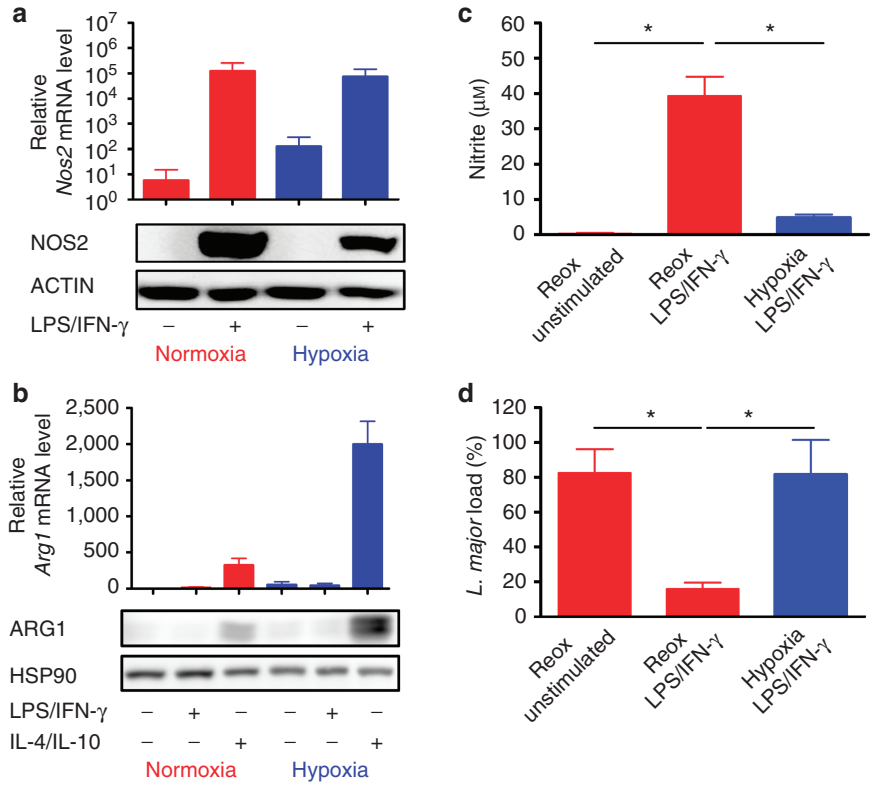 a
Relative
Nos2 mRNA level
10⁶
10⁵
10⁴
10³
10²
10¹
10⁰
NOS2
ACTIN
LPS/IFN-γ – + – +
Normoxia Hypoxia
b
Relative
Arg1 mRNA level
2,500
2,000
1,500
1,000
500
0
ARG1
HSP90
LPS/IFN-γ – + – – + –
IL-4/IL-10 – – + – – +
Normoxia Hypoxia
c
Nitrite (μM)
60
50
40
30
20
10
0
* *
Reox
unstimulated
Reox
LPS/IFN-γ
Hypoxia
LPS/IFN-γ
d
L. major load (%)
120
100
80
60
40
20
0
* *
Reox
unstimulated
Reox
LPS/IFN-γ
Hypoxia
LPS/IFN-γ